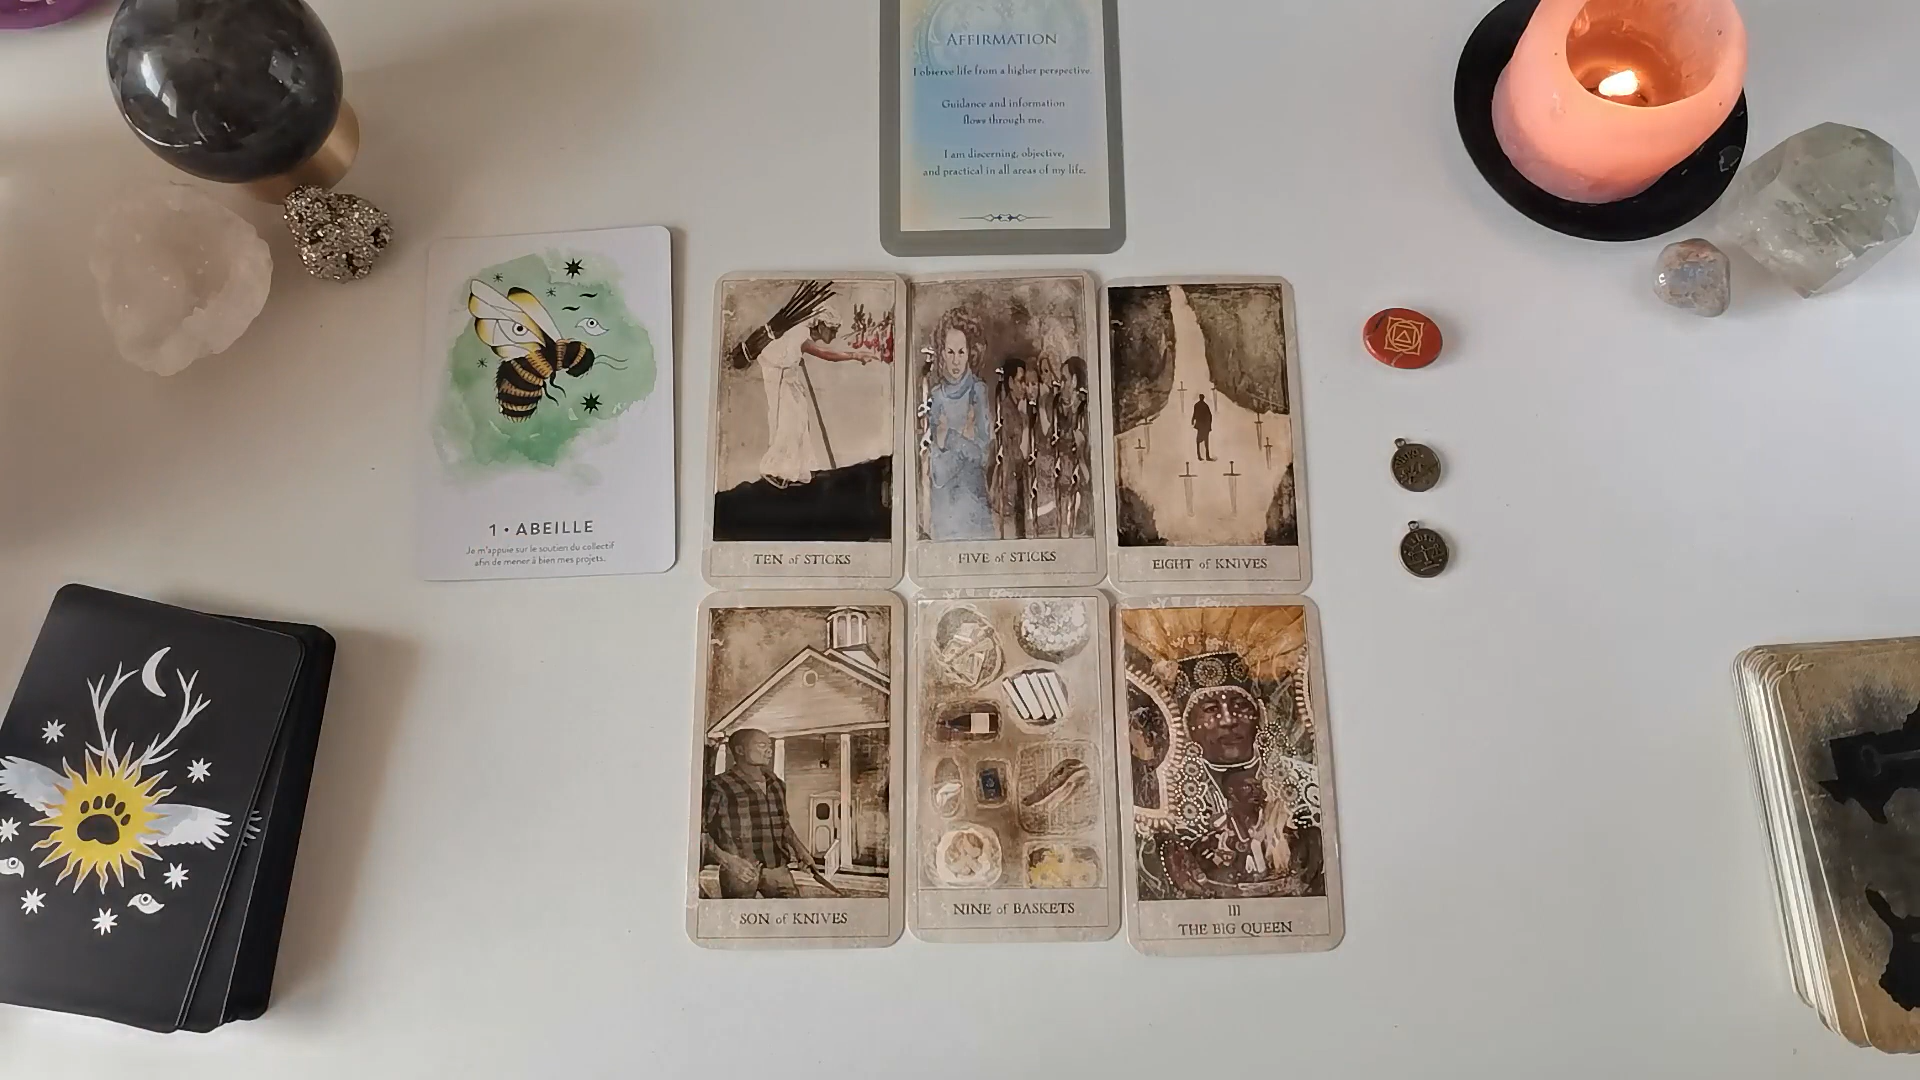 AFFIRMATION
I observe life from a higher perspective.
Guidance and information
flows through me.
I am discerning, objective,
and practical in all areas of my life.
1 • ABEILLE
Je m'appuie sur le soutien du collectif
afin de mener à bien mes projets.
TEN of STICKS
FIVE of STICKS
EIGHT of KNIVES
SON of KNIVES
NINE of BASKETS
III
THE BIG QUEEN